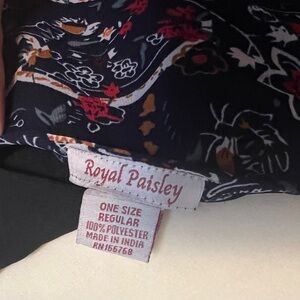 Royal Paisley
ONE SIZE
REGULAR
100% POLYESTER
MADE IN INDIA
RN166768